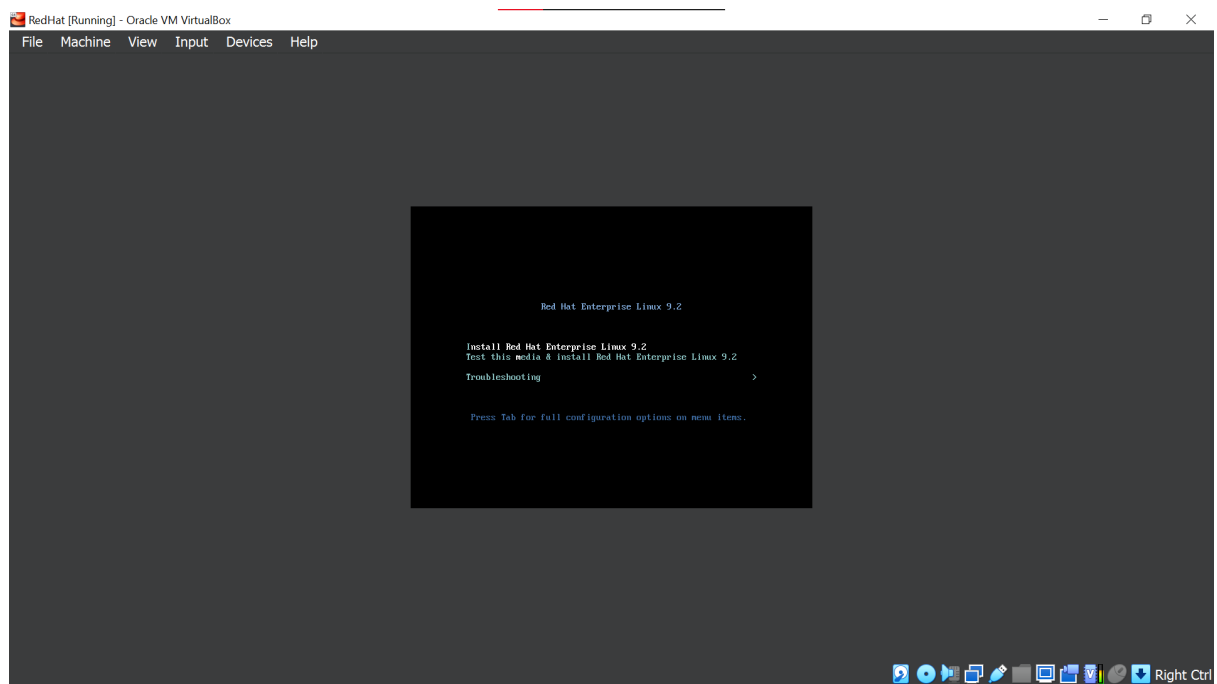 RedHat [Running] - Oracle VM VirtualBox
File Machine View Input Devices Help
Red Hat Enterprise Linux 9.2
Install Red Hat Enterprise Linux 9.2
Test this media & install Red Hat Enterprise Linux 9.2
Troubleshooting >
Press Tab for full configuration options on menu items.
Right Ctrl